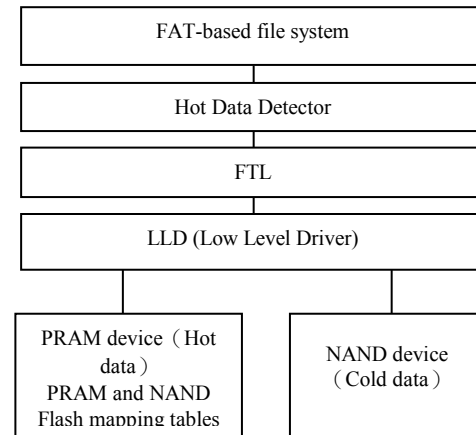 FAT-based file system
Hot Data Detector
FTL
LLD (Low Level Driver)
PRAM device（Hot
data）
PRAM and NAND
Flash mapping tables
NAND device
（Cold data）